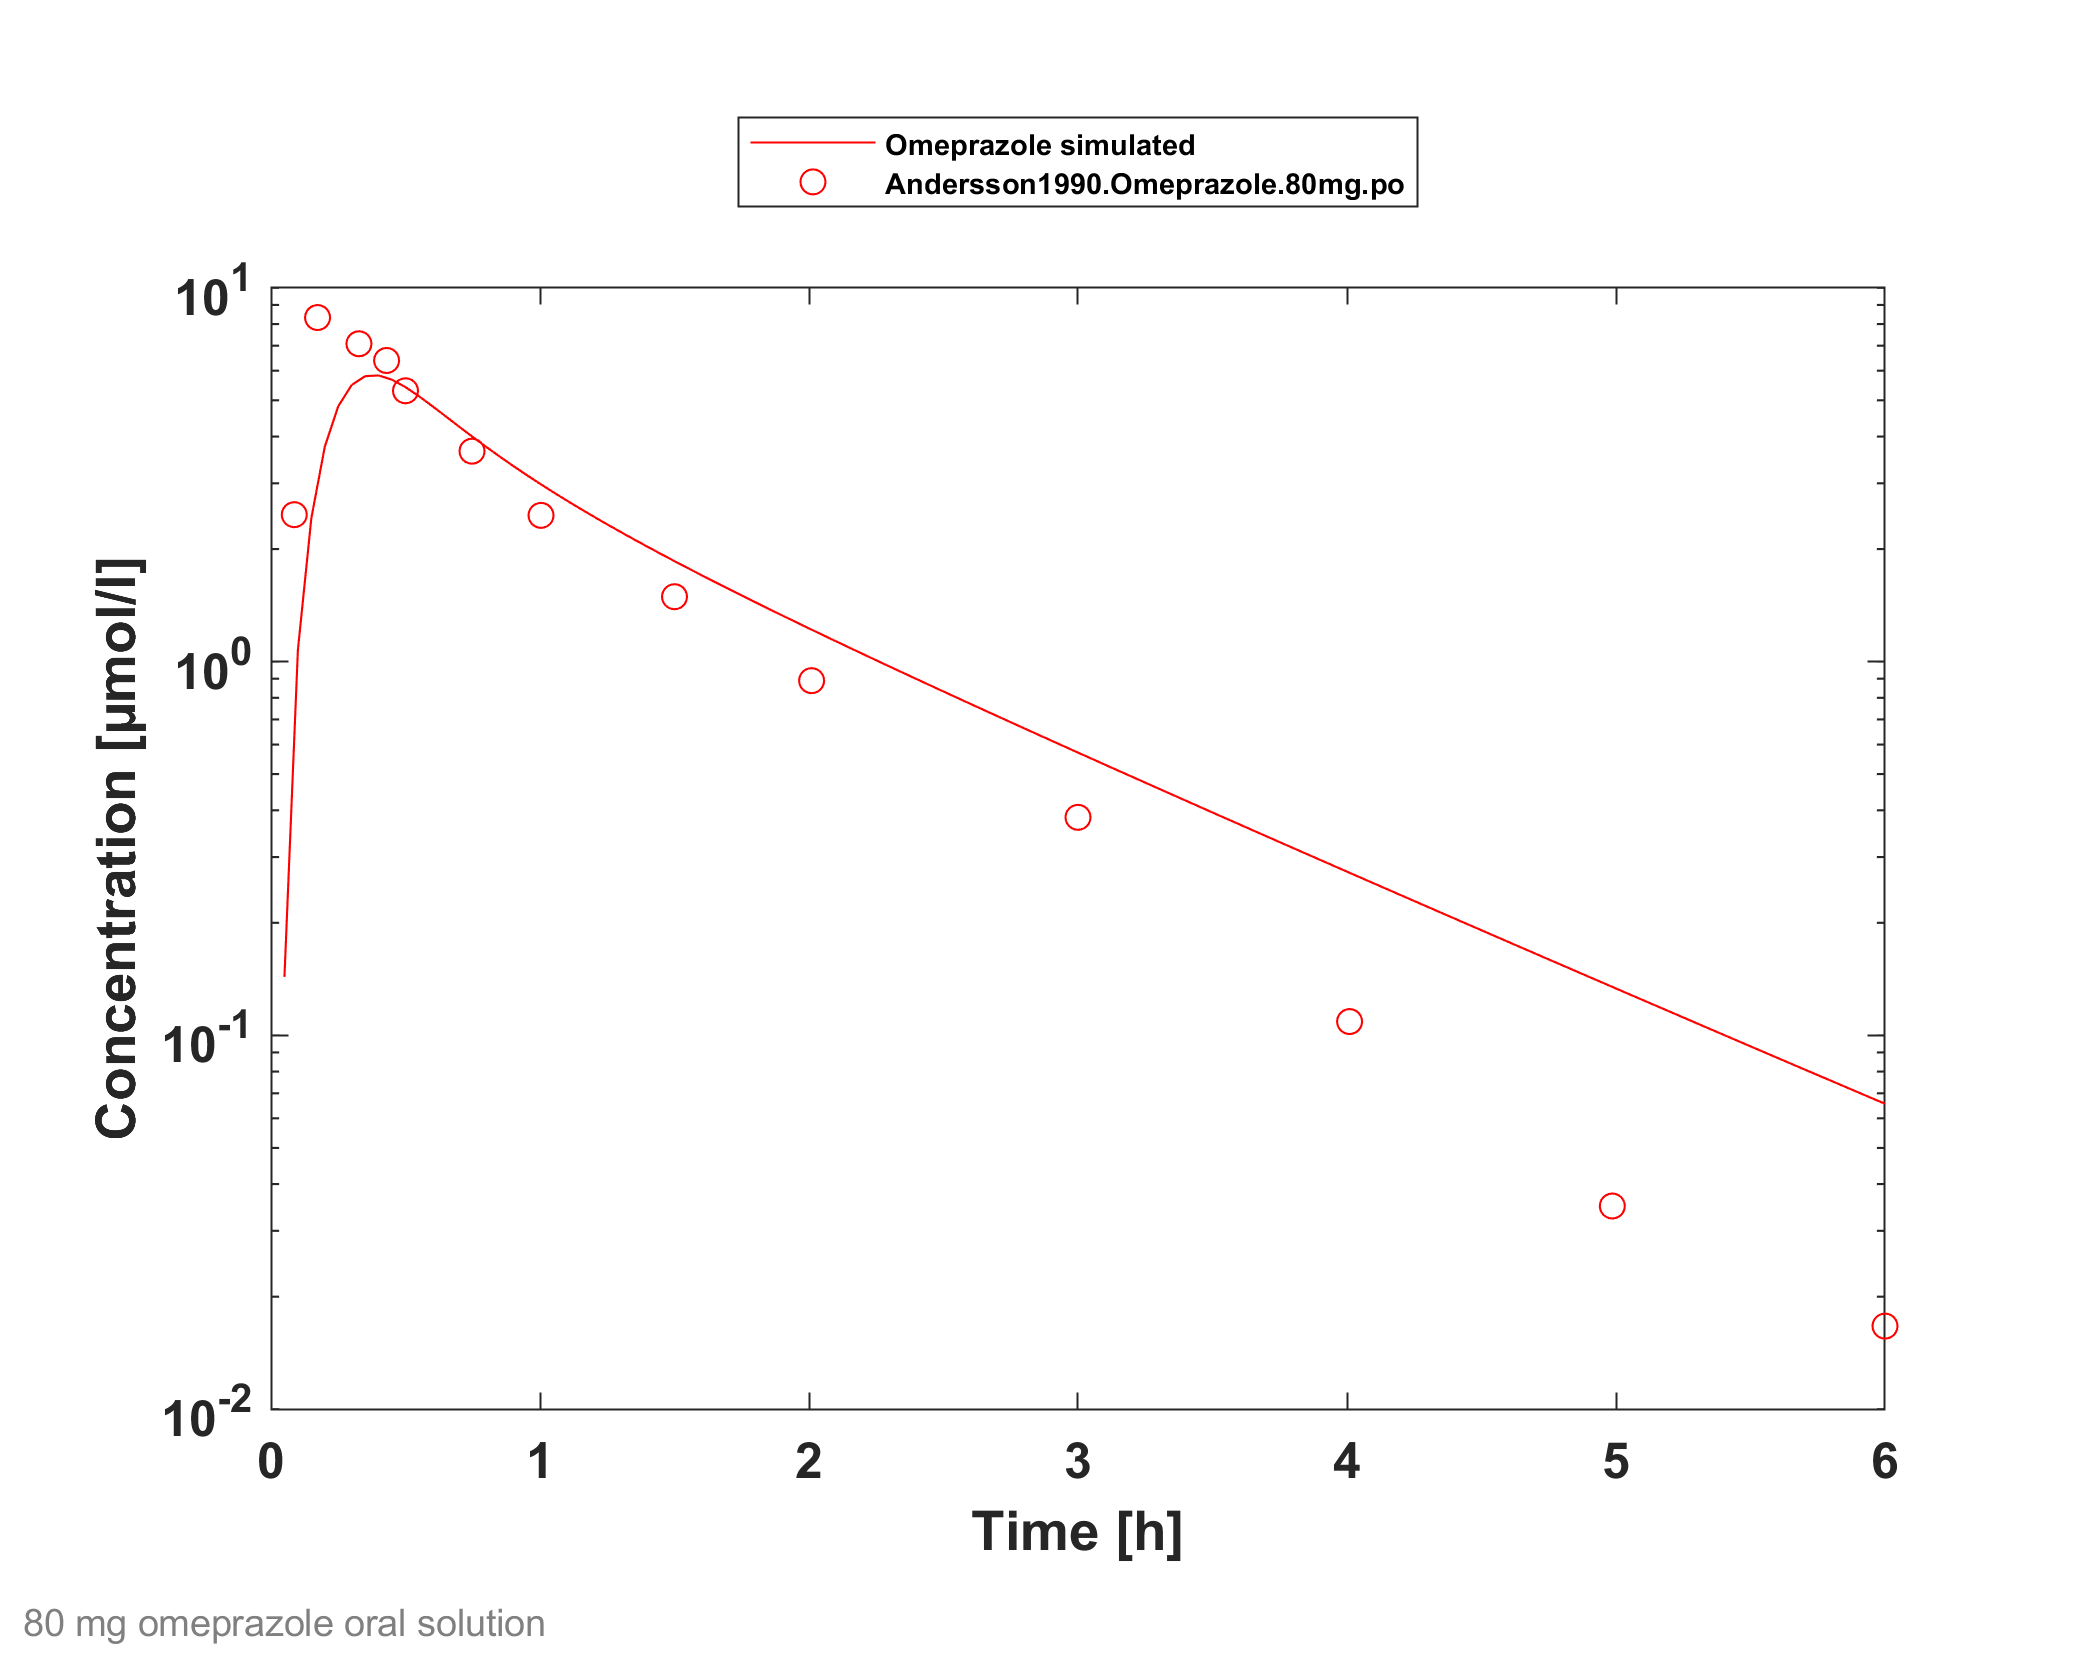 Omeprazole simulated
Andersson1990.Omeprazole.80mg.po
10^1
10^0
10^-1
10^-2
Concentration [µmol/l]
0 1 2 3 4 5 6
Time [h]
80 mg omeprazole oral solution